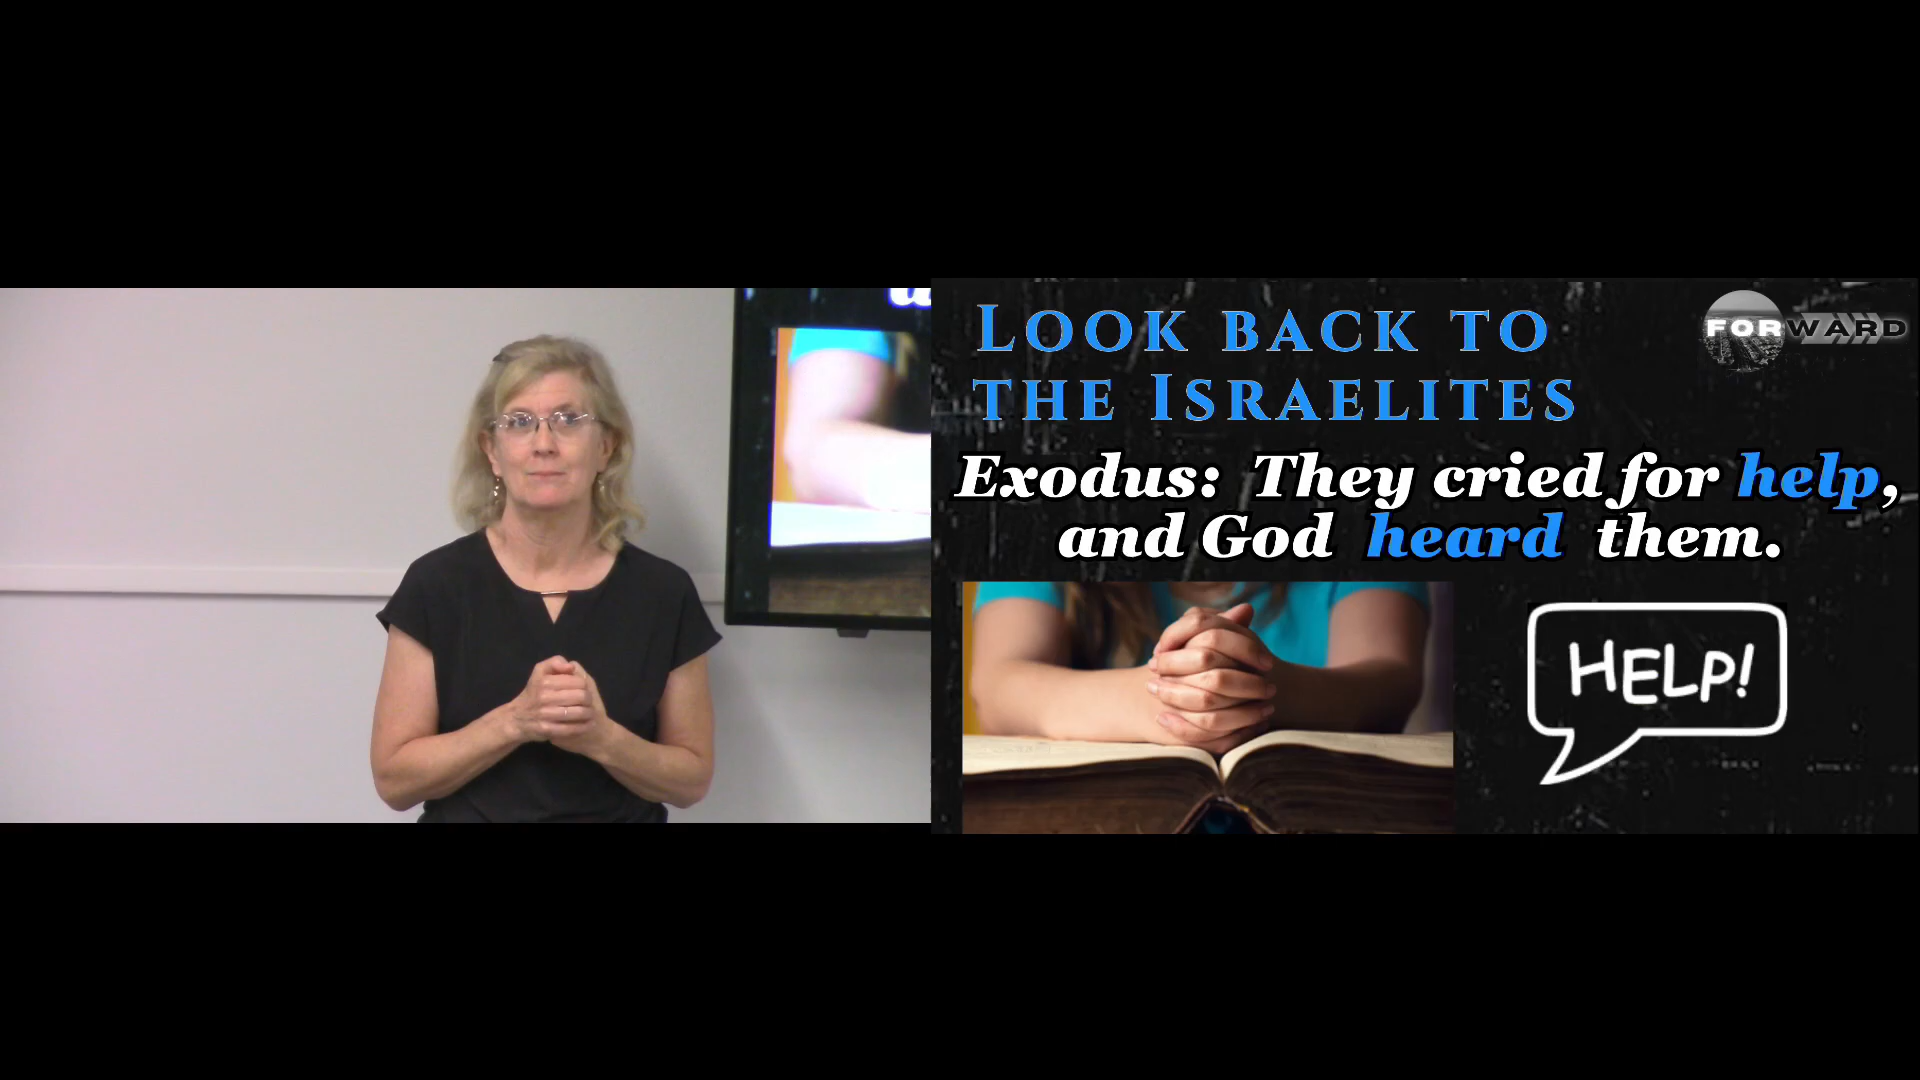 LOOK BACK TO
THE ISRAELITES
FORWARD
Exodus: They cried for help,
and God heard them.
HELP!